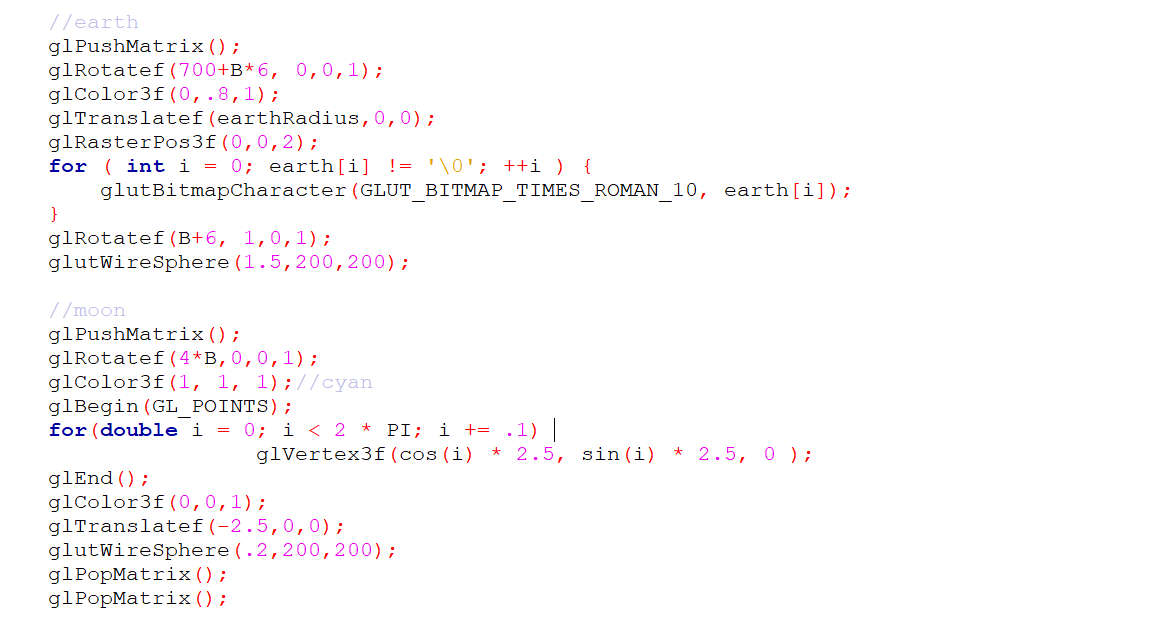 //earth
glPushMatrix();
glRotatef(700+B*6, 0,0,1);
glColor3f(0,.8,1);
glTranslatef(earthRadius,0,0);
glRasterPos3f(0,0,2);
for ( int i = 0; earth[i] != '\0'; ++i ) {
    glutBitmapCharacter(GLUT_BITMAP_TIMES_ROMAN_10, earth[i]);
}
glRotatef(B+6, 1,0,1);
glutWireSphere(1.5,200,200);

//moon
glPushMatrix();
glRotatef(4*B,0,0,1);
glColor3f(1, 1, 1);//cyan
glBegin(GL_POINTS);
for(double i = 0; i < 2 * PI; i += .1)
                glVertex3f(cos(i) * 2.5, sin(i) * 2.5, 0 );
glEnd();
glColor3f(0,0,1);
glTranslatef(-2.5,0,0);
glutWireSphere(.2,200,200);
glPopMatrix();
glPopMatrix();